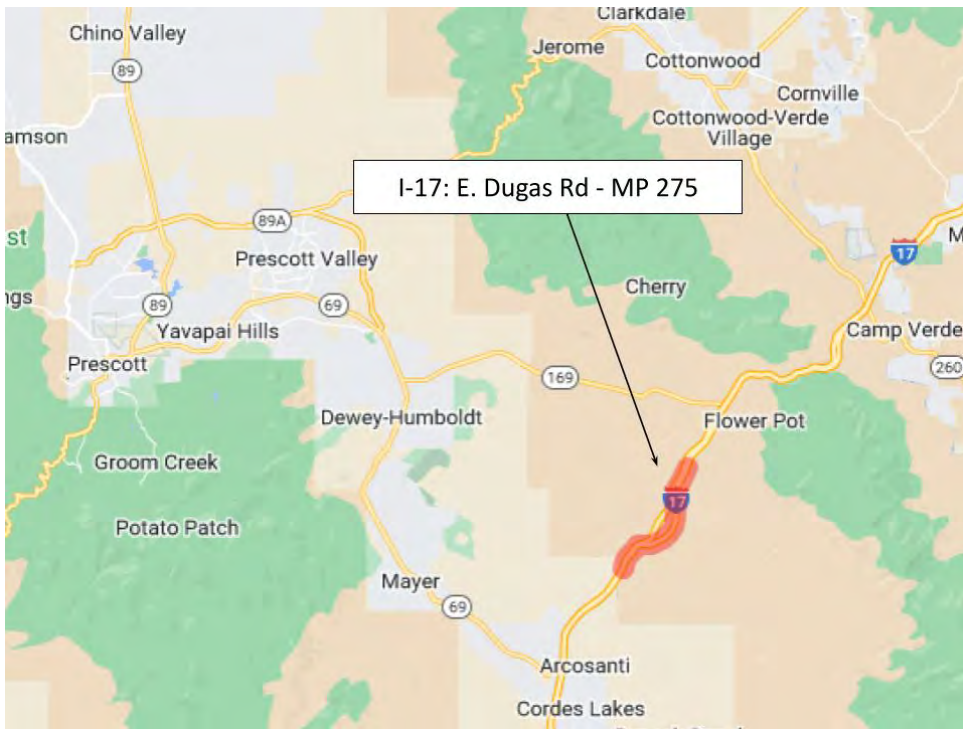 Clarkdale
Chino Valley
Jerome
89
Cottonwood
Cornville
amson
Cottonwood-Verde
Village
I-17: E. Dugas Rd - MP 275
89A
st
17
M
Prescott Valley
ngs
89
69
Cherry
Yavapai Hills
Camp Verde
Prescott
260
169
Dewey-Humboldt
Flower Pot
Groom Creek
17
Potato Patch
Mayer
69
Arcosanti
Cordes Lakes